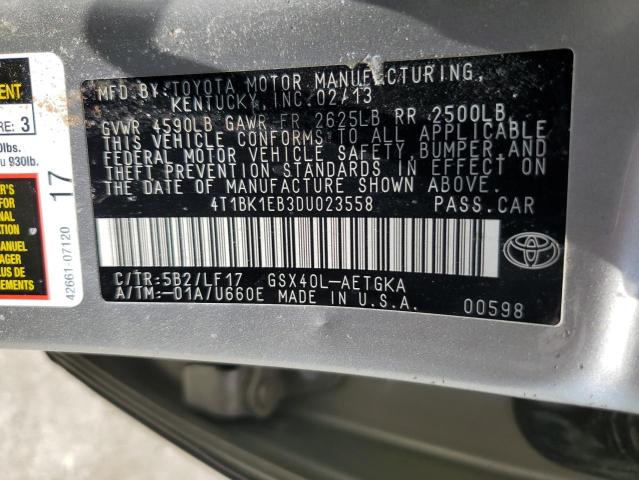 MFD. BY: TOYOTA MOTOR MANUFACTURING,
KENTUCKY, INC. 02/13
GVWR 4590LB GAWR FR 2625LB RR 2500LB
THIS VEHICLE CONFORMS TO ALL APPLICABLE
FEDERAL MOTOR VEHICLE SAFETY, BUMPER, AND
THEFT PREVENTION STANDARDS IN EFFECT ON
THE DATE OF MANUFACTURE SHOWN ABOVE.
4T1BK1EB3DU023558 PASS.CAR
C/TR:5B2/LF17 GSX40L-AETGKA
A/TM:-01A/U660E MADE IN U.S.A.
00598
3
lbs.
930lb.
17
42661-07120